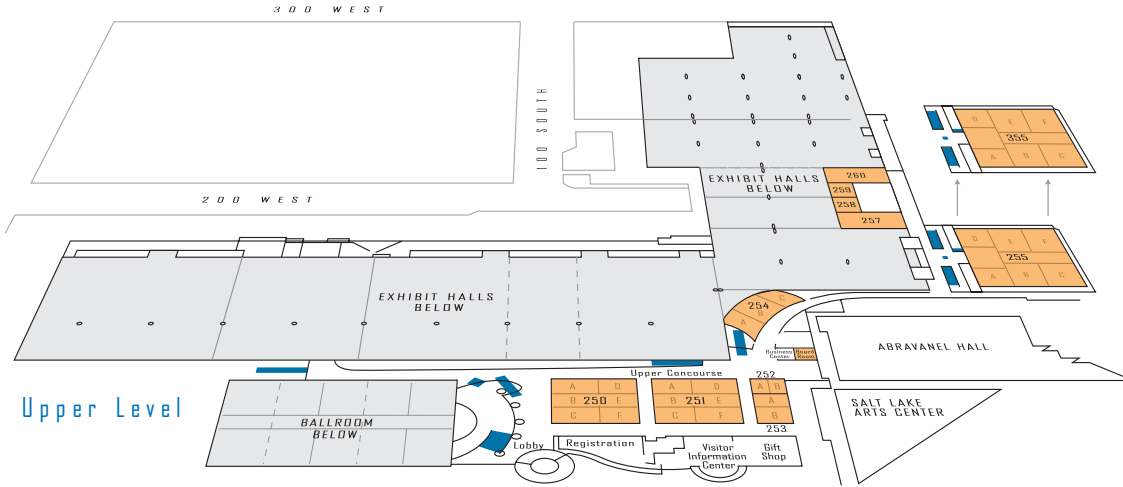 300 WEST
100 SOUTH
200 WEST
EXHIBIT HALLS
BELOW
260
259
258
257
D E F
355
A B C
D E F
255
A B C
EXHIBIT HALLS
BELOW
C
254
B
A
Business
Center
Board
Room
ABRAVANEL HALL
Upper Concourse
252
A D
B 250 E
C F
A D
B 251 E
C F
A B
A
B
253
SALT LAKE
ARTS CENTER
Upper Level
BALLROOM
BELOW
Lobby
Registration
Visitor
Information
Center
Gift
Shop